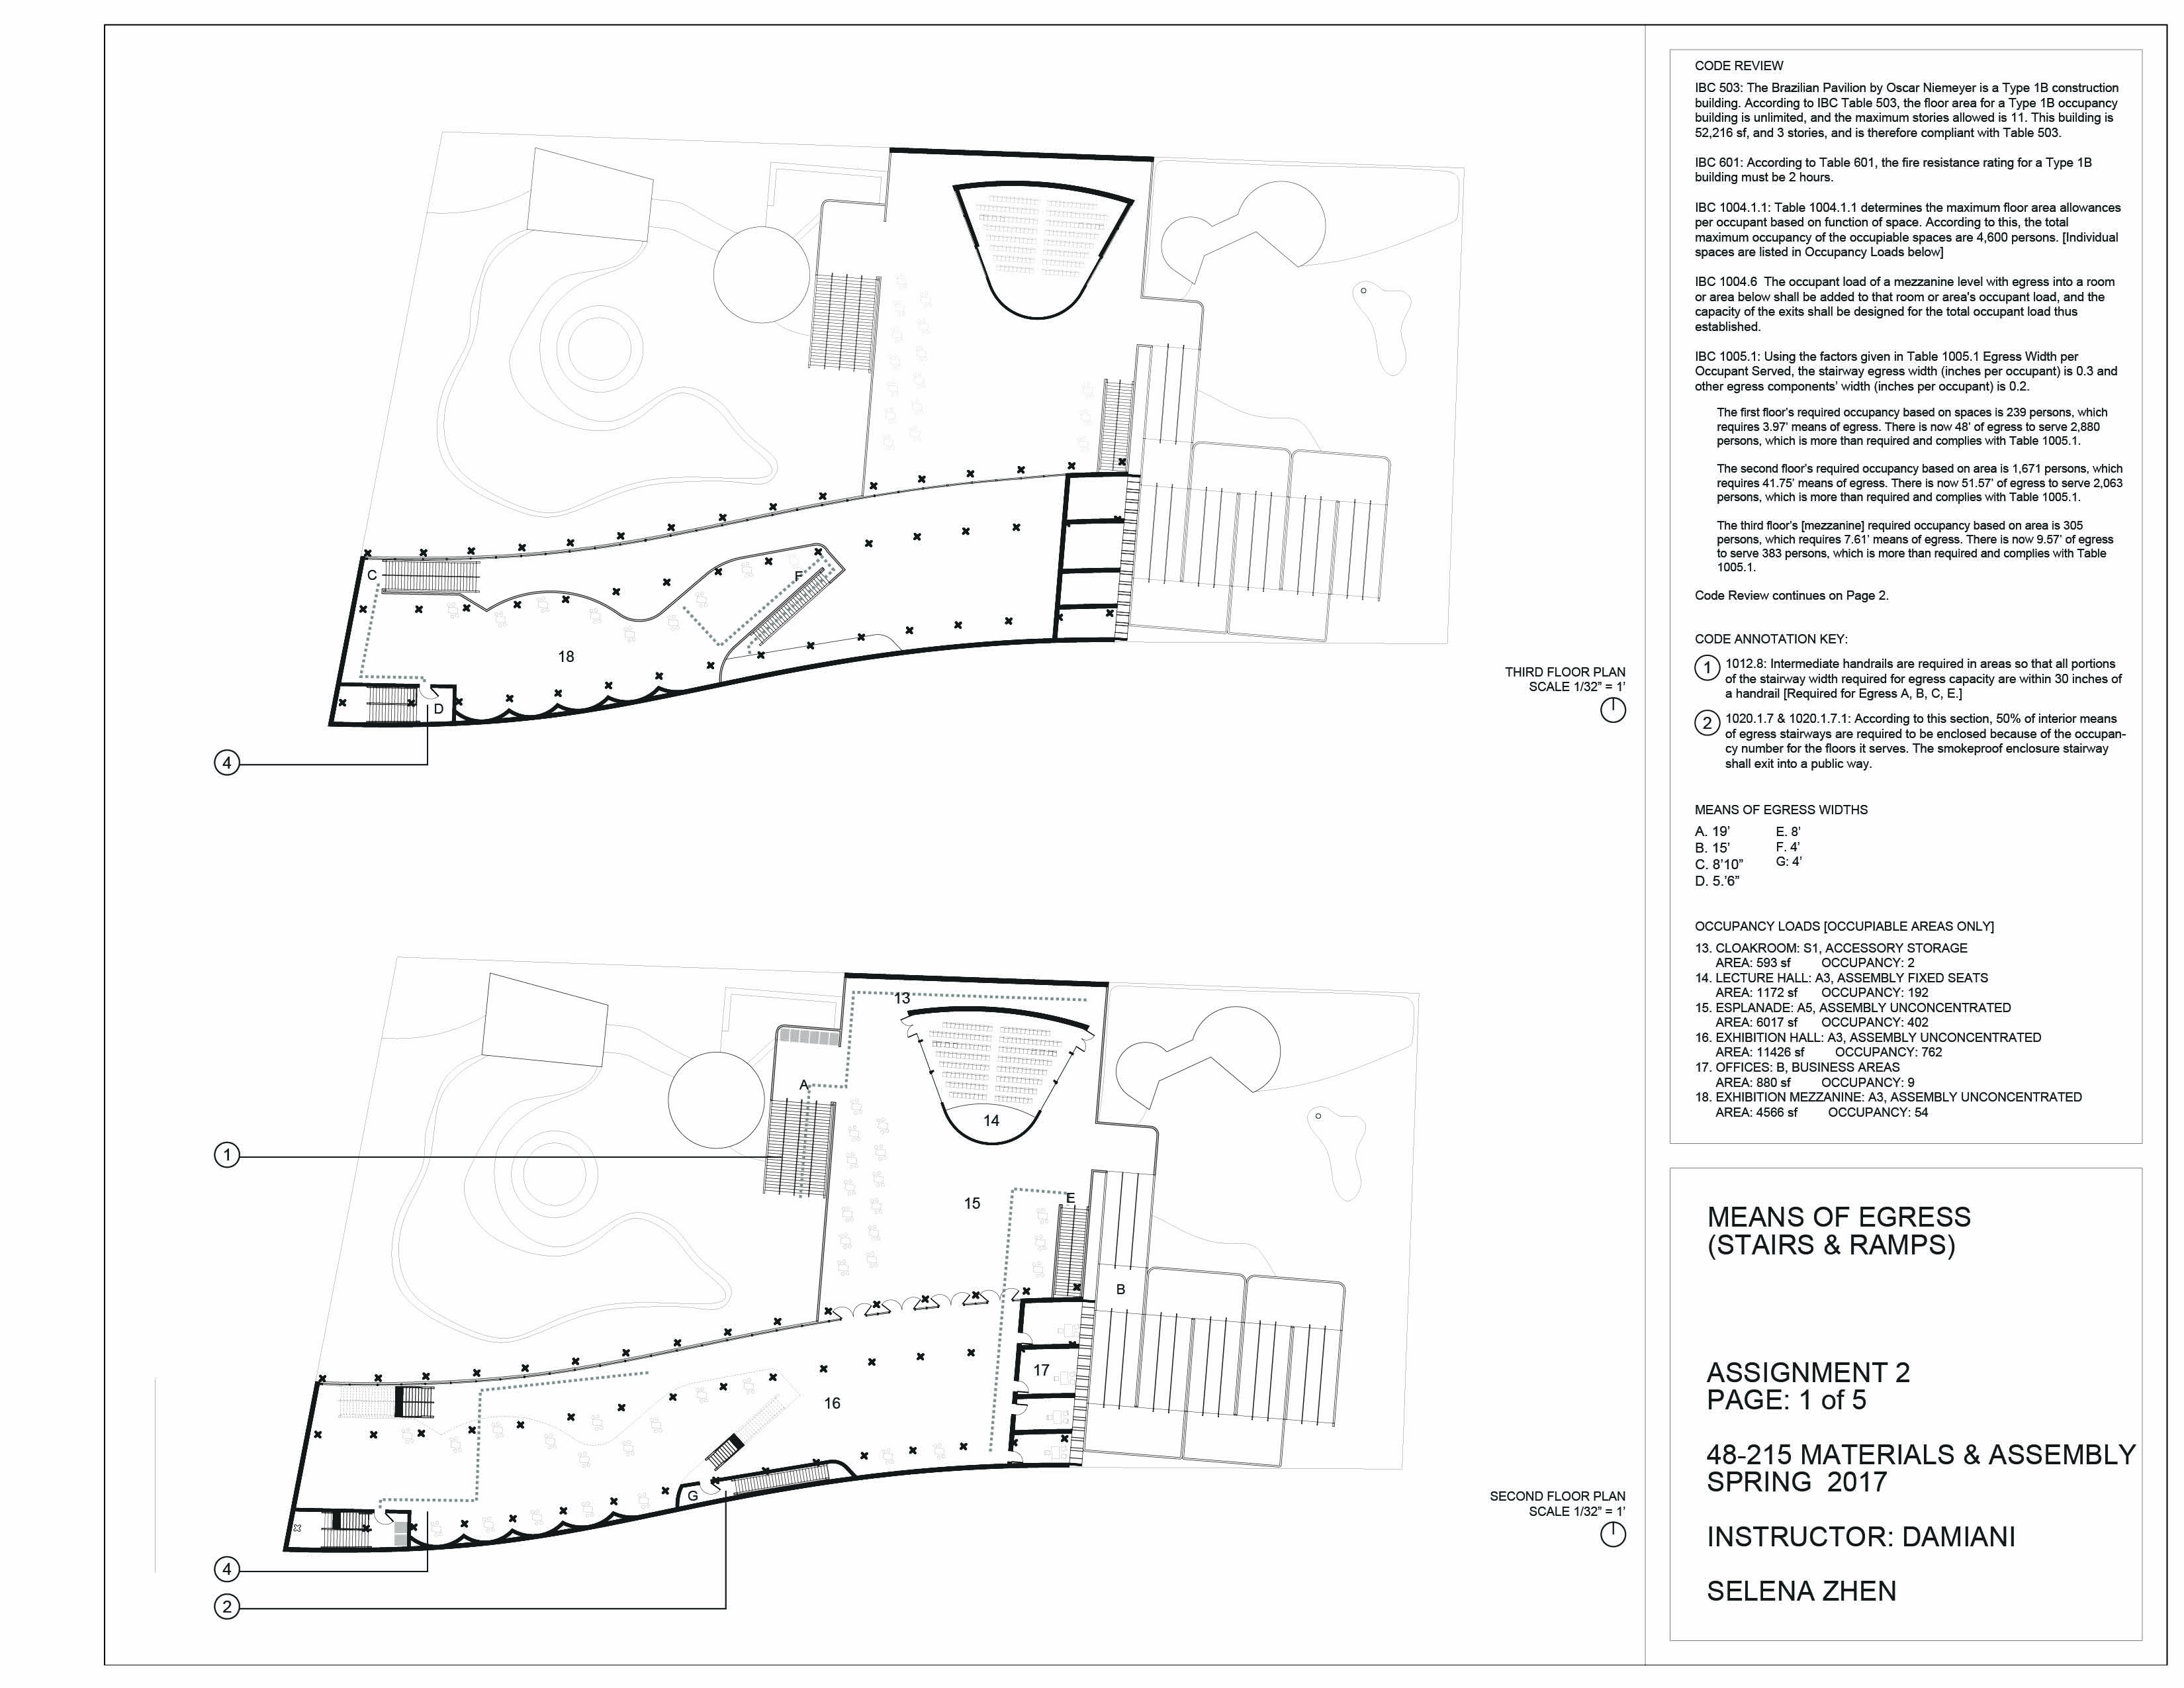 C
F
18
D
4
THIRD FLOOR PLAN
SCALE 1/32” = 1’
13
A
14
1
15
E
B
17
16
G
SECOND FLOOR PLAN
SCALE 1/32” = 1’
4
2
CODE REVIEW
IBC 503: The Brazilian Pavilion by Oscar Niemeyer is a Type 1B construction
building. According to IBC Table 503, the floor area for a Type 1B occupancy
building is unlimited, and the maximum stories allowed is 11. This building is
52,216 sf, and 3 stories, and is therefore compliant with Table 503.
IBC 601: According to Table 601, the fire resistance rating for a Type 1B
building must be 2 hours.
IBC 1004.1.1: Table 1004.1.1 determines the maximum floor area allowances
per occupant based on function of space. According to this, the total
maximum occupancy of the occupiable spaces are 4,600 persons. [Individual
spaces are listed in Occupancy Loads below]
IBC 1004.6 The occupant load of a mezzanine level with egress into a room
or area below shall be added to that room or area's occupant load, and the
capacity of the exits shall be designed for the total occupant load thus
established.
IBC 1005.1: Using the factors given in Table 1005.1 Egress Width per
Occupant Served, the stairway egress width (inches per occupant) is 0.3 and
other egress components’ width (inches per occupant) is 0.2.
The first floor’s required occupancy based on spaces is 239 persons, which
requires 3.97’ means of egress. There is now 48’ of egress to serve 2,880
persons, which is more than required and complies with Table 1005.1.
The second floor’s required occupancy based on area is 1,671 persons, which
requires 41.75’ means of egress. There is now 51.57’ of egress to serve 2,063
persons, which is more than required and complies with Table 1005.1.
The third floor’s [mezzanine] required occupancy based on area is 305
persons, which requires 7.61’ means of egress. There is now 9.57’ of egress
to serve 383 persons, which is more than required and complies with Table
1005.1.
Code Review continues on Page 2.
CODE ANNOTATION KEY:
1 1012.8: Intermediate handrails are required in areas so that all portions
of the stairway width required for egress capacity are within 30 inches of
a handrail [Required for Egress A, B, C, E.]
2 1020.1.7 & 1020.1.7.1: According to this section, 50% of interior means
of egress stairways are required to be enclosed because of the occupan-
cy number for the floors it serves. The smokeproof enclosure stairway
shall exit into a public way.
MEANS OF EGRESS WIDTHS
A. 19’ E. 8’
B. 15’ F. 4’
C. 8’10” G: 4’
D. 5.’6”
OCCUPANCY LOADS [OCCUPIABLE AREAS ONLY]
13. CLOAKROOM: S1, ACCESSORY STORAGE
AREA: 593 sf OCCUPANCY: 2
14. LECTURE HALL: A3, ASSEMBLY FIXED SEATS
AREA: 1172 sf OCCUPANCY: 192
15. ESPLANADE: A5, ASSEMBLY UNCONCENTRATED
AREA: 6017 sf OCCUPANCY: 402
16. EXHIBITION HALL: A3, ASSEMBLY UNCONCENTRATED
AREA: 11426 sf OCCUPANCY: 762
17. OFFICES: B, BUSINESS AREAS
AREA: 880 sf OCCUPANCY: 9
18. EXHIBITION MEZZANINE: A3, ASSEMBLY UNCONCENTRATED
AREA: 4566 sf OCCUPANCY: 54
MEANS OF EGRESS
(STAIRS & RAMPS)
ASSIGNMENT 2
PAGE: 1 of 5
48-215 MATERIALS & ASSEMBLY
SPRING 2017
INSTRUCTOR: DAMIANI
SELENA ZHEN